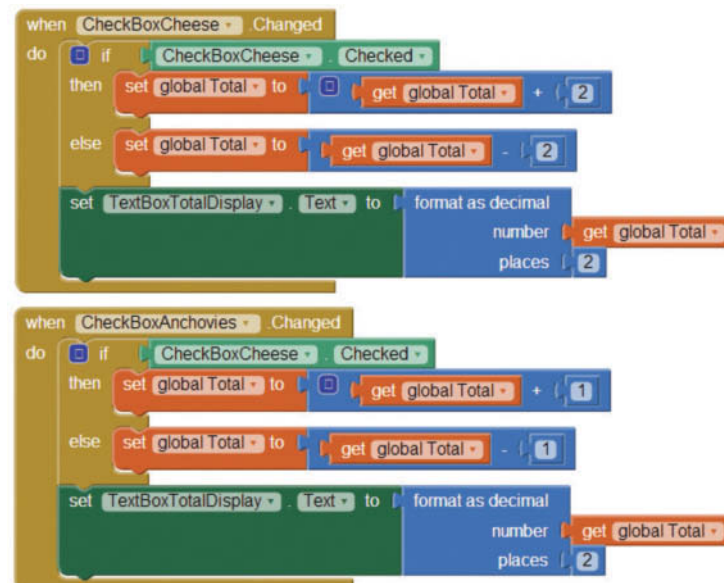 when CheckBoxCheese .Changed
do if CheckBoxCheese . Checked
then set global Total to get global Total + 2
else set global Total to get global Total - 2
set TextBoxTotalDisplay . Text to format as decimal
number get global Total
places 2
when CheckBoxAnchovies .Changed
do if CheckBoxCheese . Checked
then set global Total to get global Total + 1
else set global Total to get global Total - 1
set TextBoxTotalDisplay . Text to format as decimal
number get global Total
places 2